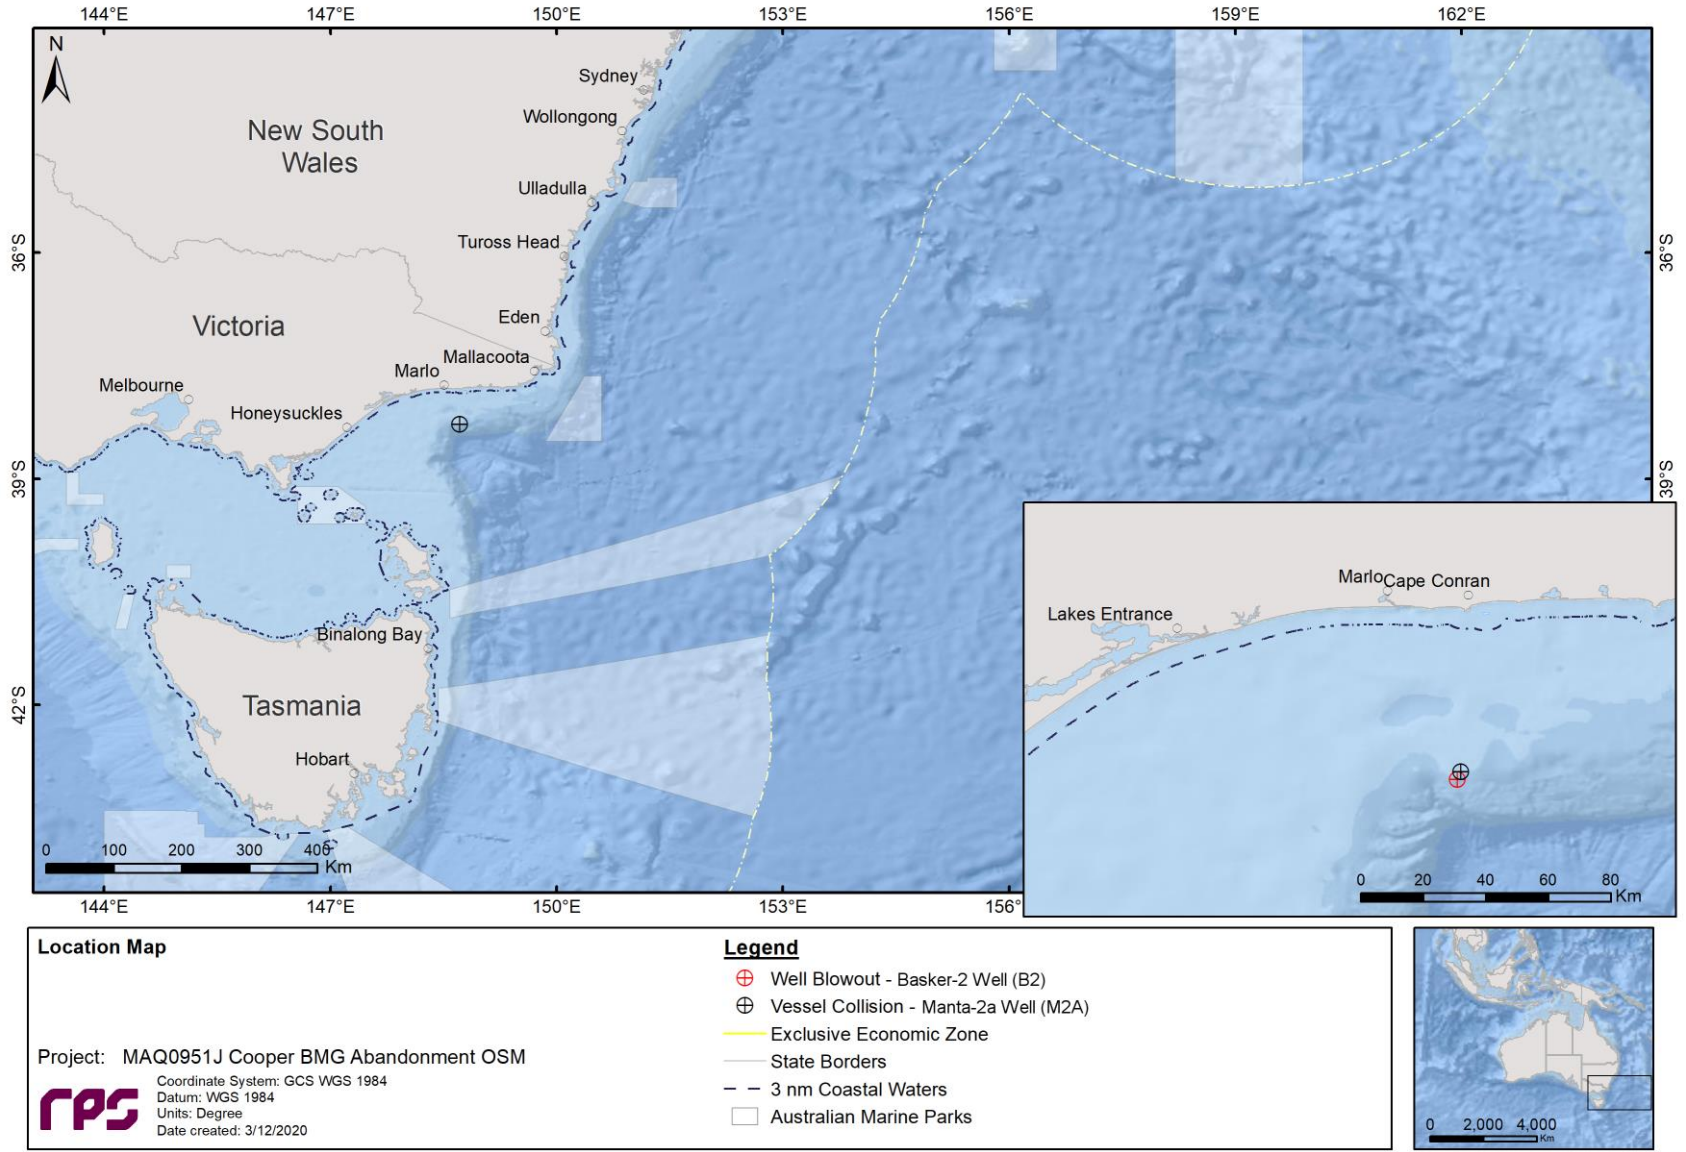 144°E 147°E 150°E 153°E 156°E 159°E 162°E
N
Sydney
Wollongong
New South
Wales
Ulladulla
Tuross Head
36°S
36°S
Eden
Victoria
Mallacoota
Marlo
Melbourne
Honeysuckles
39°S
39°S
Marlo
Cape Conran
Lakes Entrance
Binalong Bay
42°S
Tasmania
Hobart
0 100 200 300 400
Km
0 20 40 60 80
Km
144°E 147°E 150°E 153°E 156°
Location Map
Project: MAQ0951J Cooper BMG Abandonment OSM
rps
Coordinate System: GCS WGS 1984
Datum: WGS 1984
Units: Degree
Date created: 3/12/2020
Legend
Well Blowout - Basker-2 Well (B2)
Vessel Collision - Manta-2a Well (M2A)
Exclusive Economic Zone
State Borders
3 nm Coastal Waters
Australian Marine Parks
0 2,000 4,000
Km